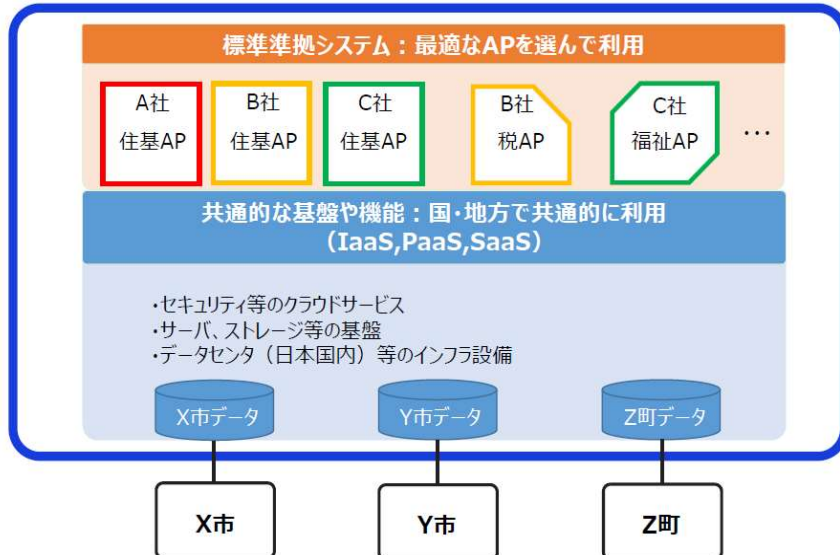 標準準拠システム：最適なAPを選んで利用
A社
住基AP
B社
住基AP
C社
住基AP
B社
税AP
C社
福祉AP
…
共通的な基盤や機能：国・地方で共通的に利用
（IaaS,PaaS,SaaS）
・セキュリティ等のクラウドサービス
・サーバ、ストレージ等の基盤
・データセンタ（日本国内）等のインフラ設備
X市データ
Y市データ
Z町データ
X市
Y市
Z町